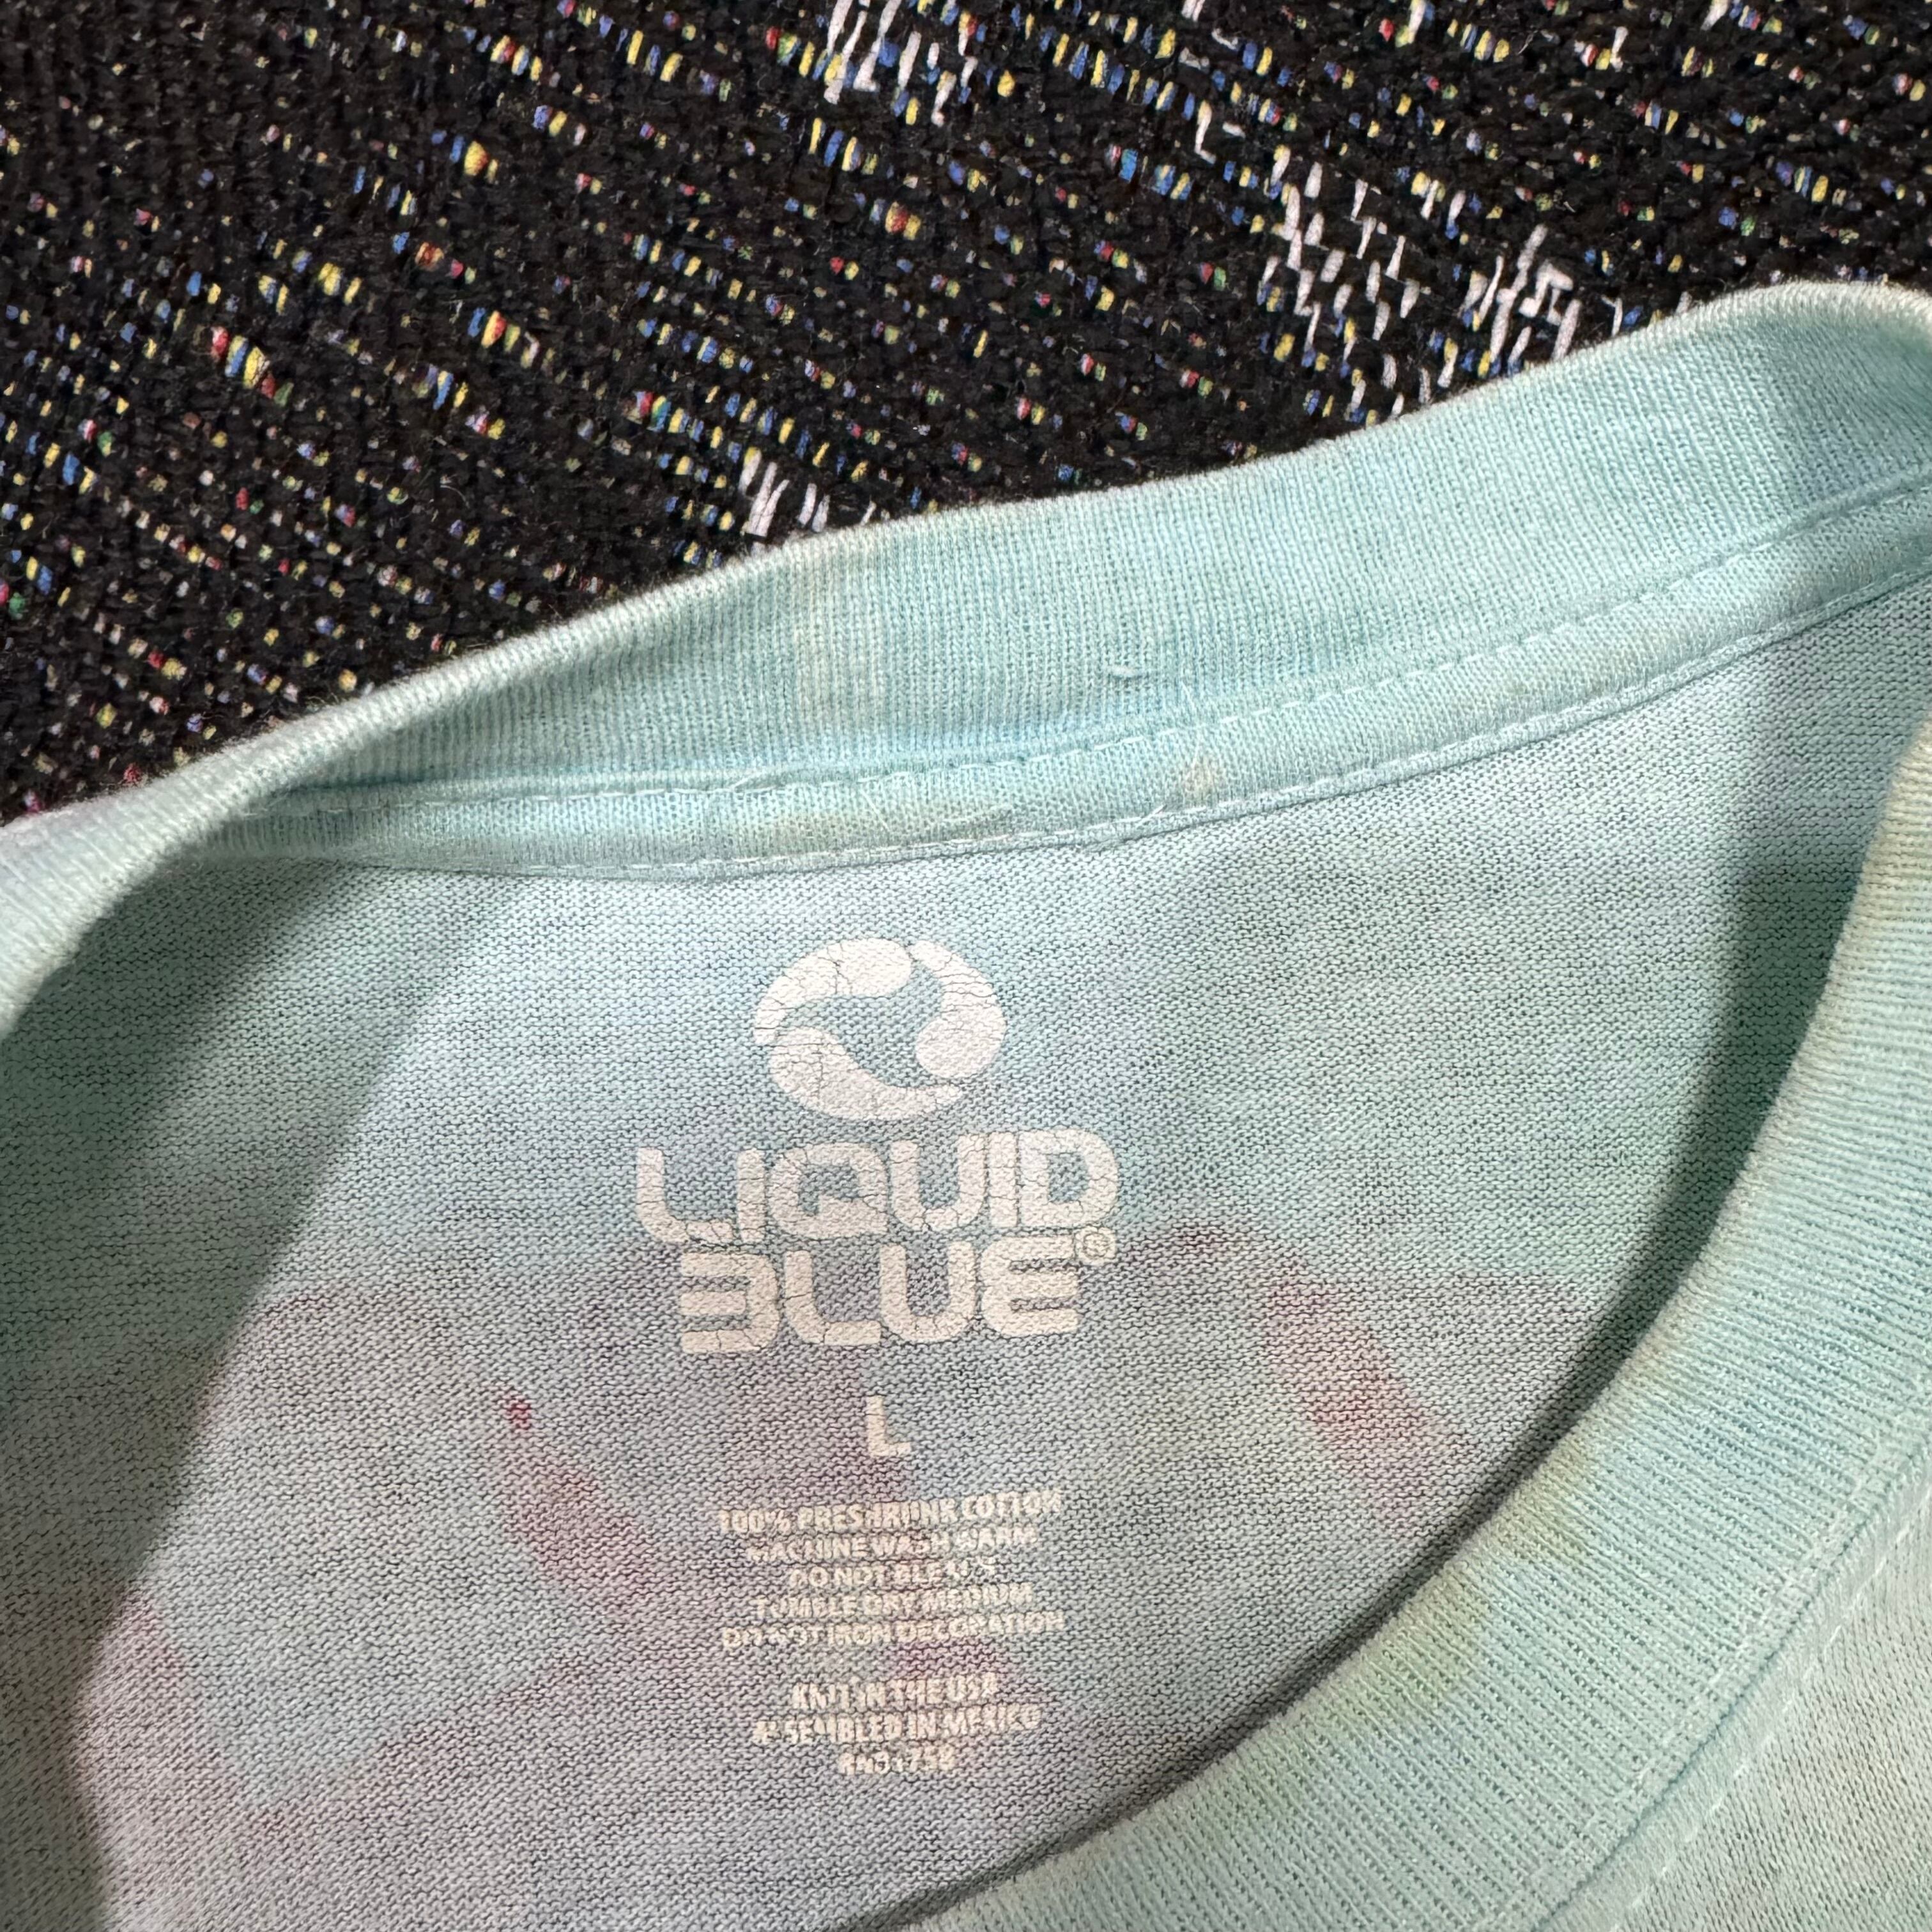 LIQUID
BLUE®
L
100% PRESHRUNK COTTON
MACHINE WASH WARM
DO NOT BLEACH
TUMBLE DRY MEDIUM
DO NOT IRON DECORATION
KNIT IN THE USA
ASSEMBLED IN MEXICO